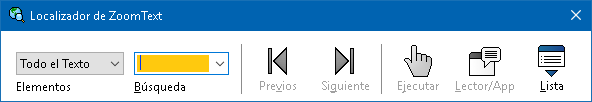 Localizador de ZoomText
Todo el Texto
Elementos Búsqueda Previos Siguiente Ejecutar Lector/App Lista